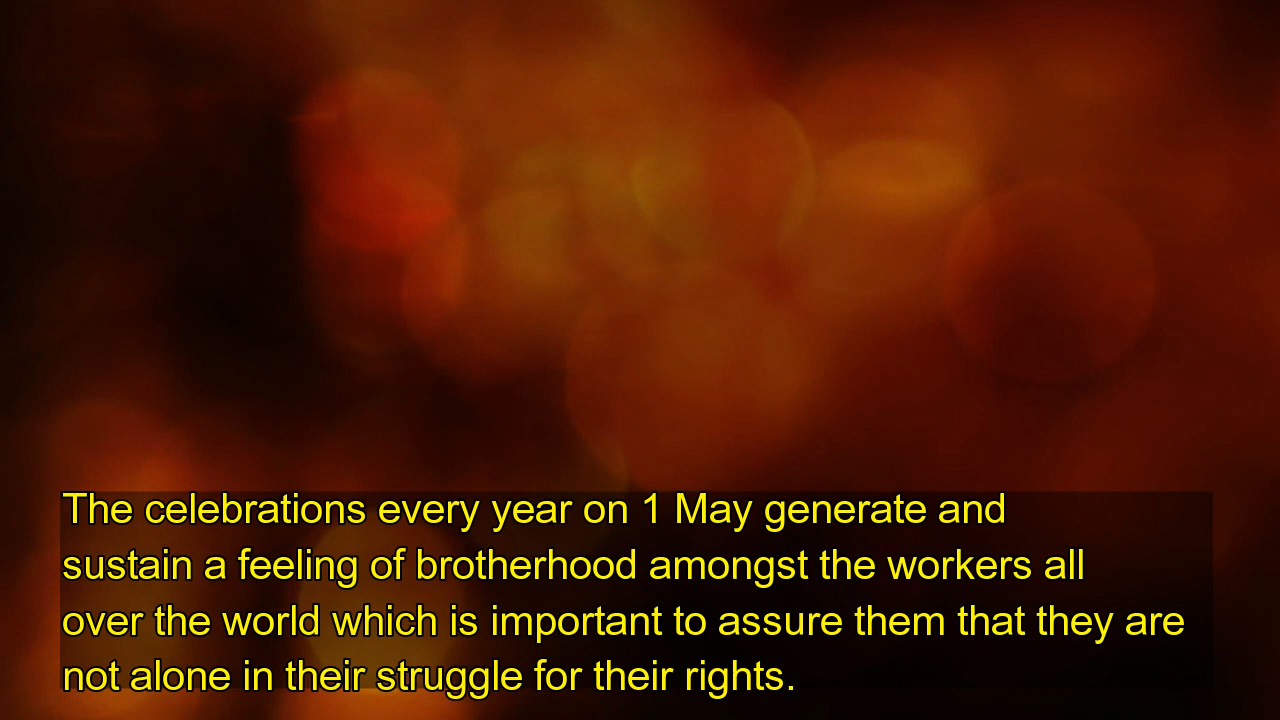 The celebrations every year on 1 May generate and
sustain a feeling of brotherhood amongst the workers all
over the world which is important to assure them that they are
not alone in their struggle for their rights.